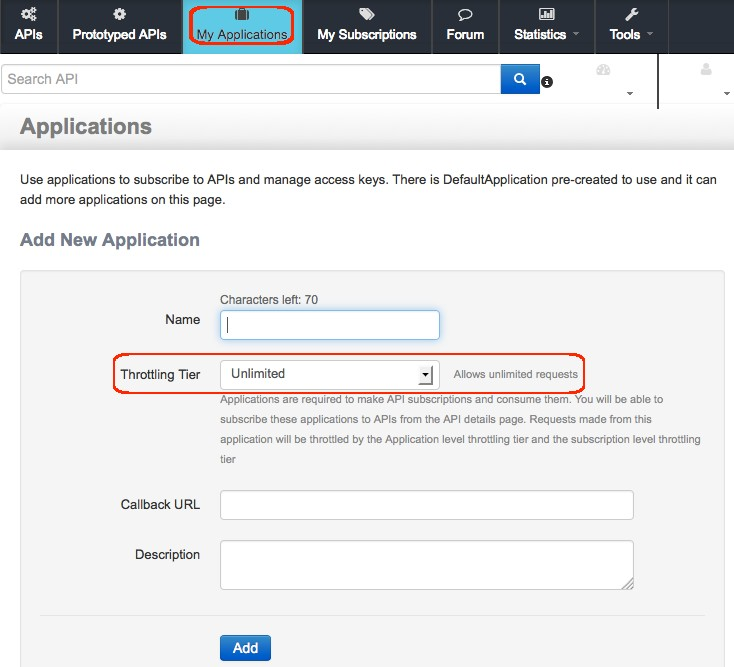 APIs
Prototyped APIs
My Applications
My Subscriptions
Forum
Statistics
Tools
Search API
Applications
Use applications to subscribe to APIs and manage access keys. There is DefaultApplication pre-created to use and it can
add more applications on this page.
Add New Application
Characters left: 70
Name
Throttling Tier Unlimited Allows unlimited requests
Applications are required to make API subscriptions and consume them. You will be able to
subscribe these applications to APIs from the API details page. Requests made from this
application will be throttled by the Application level throttling tier and the subscription level throttling
tier
Callback URL
Description
Add